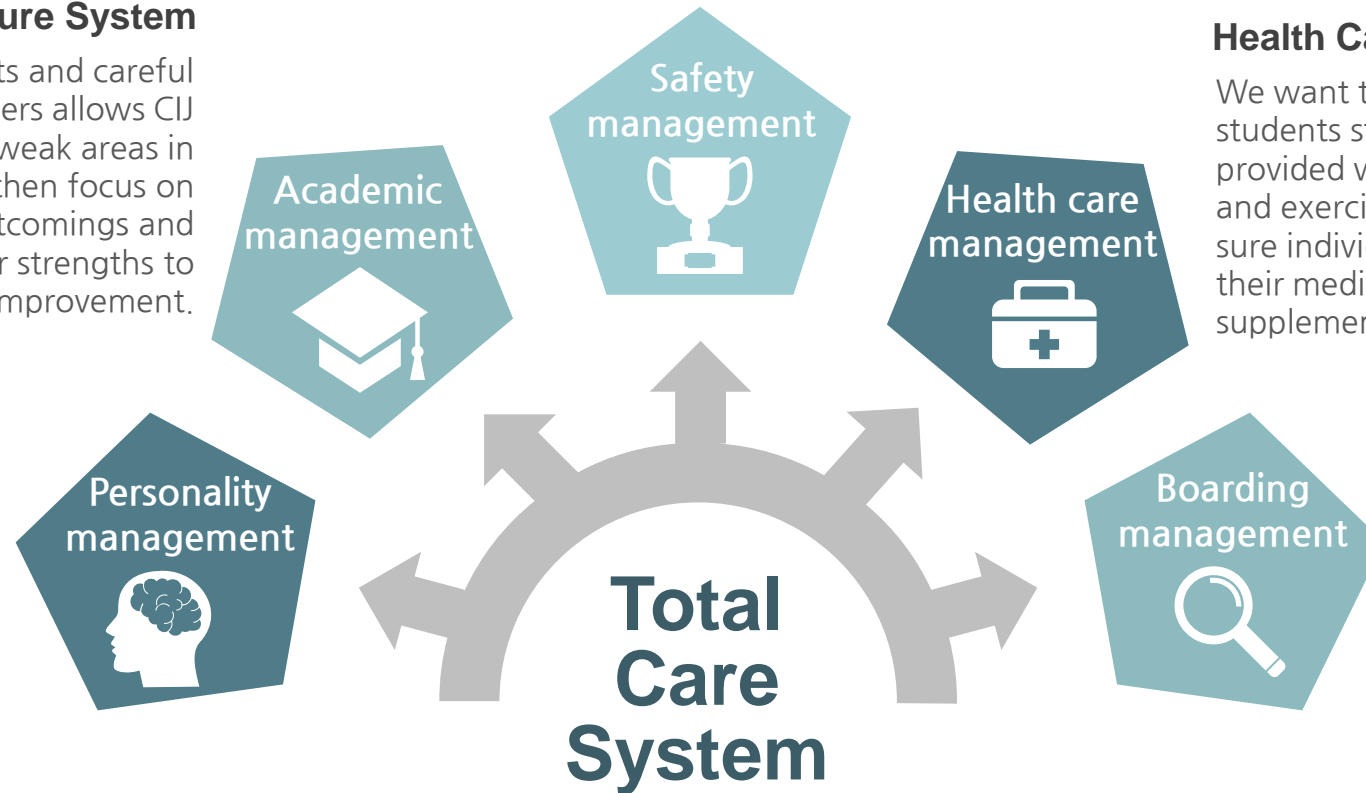 ure System
ts and careful
ers allows CIJ
weak areas in
then focus on
tcomings and
r strengths to
mprovement.
Safety
management
Academic
management
Health care
management
Health Ca
We want t
students st
provided w
and exerci
sure indivi
their medi
supplemen
Personality
management
Boarding
management
Total
Care
System